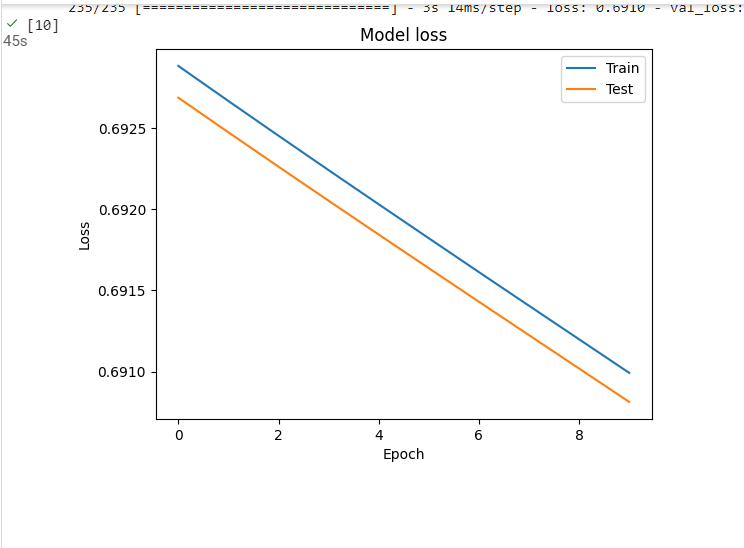 235/235 [==============================] - 3s 14ms/step - loss: 0.6910 - val_loss:
[10]
45s
Model loss
Train
Test
0.6925
0.6920
0.6915
0.6910
Loss
0 2 4 6 8
Epoch